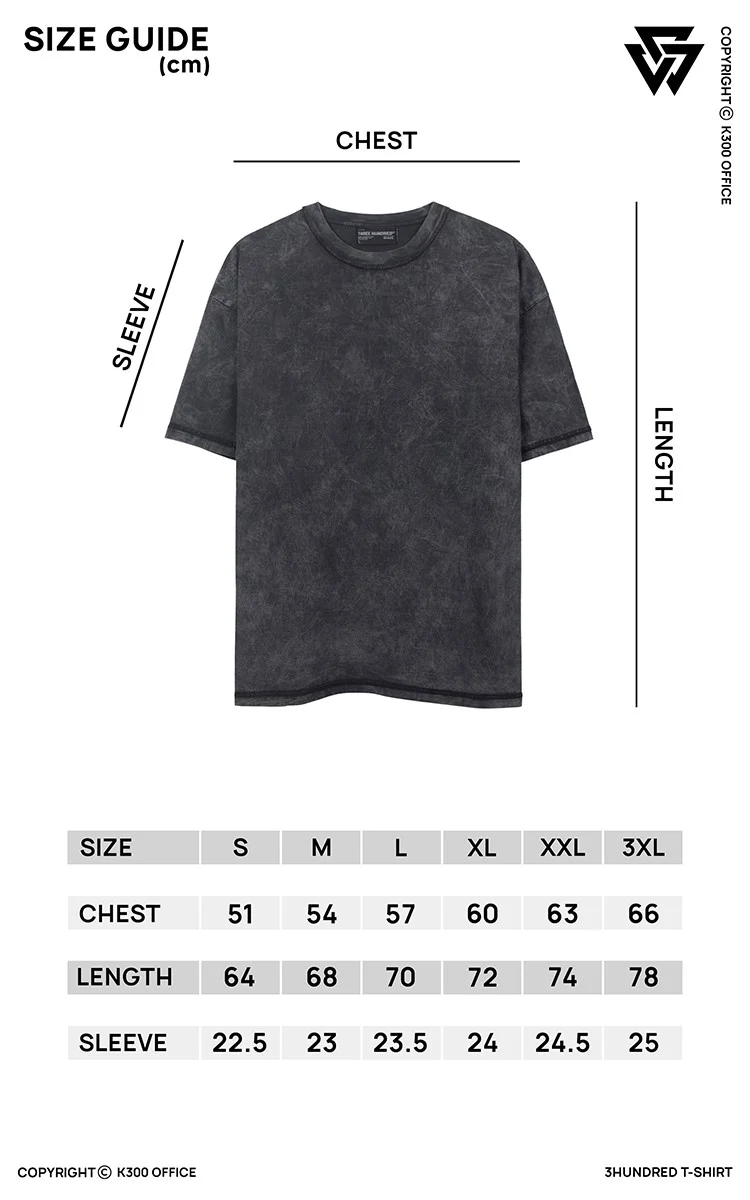 SIZE GUIDE
(cm)
COPYRIGHT © K300 OFFICE
CHEST
THREE HUNDRED
SLEEVE
LENGTH
SIZE S M L XL XXL 3XL
CHEST 51 54 57 60 63 66
LENGTH 64 68 70 72 74 78
SLEEVE 22.5 23 23.5 24 24.5 25
COPYRIGHT © K300 OFFICE
3HUNDRED T-SHIRT